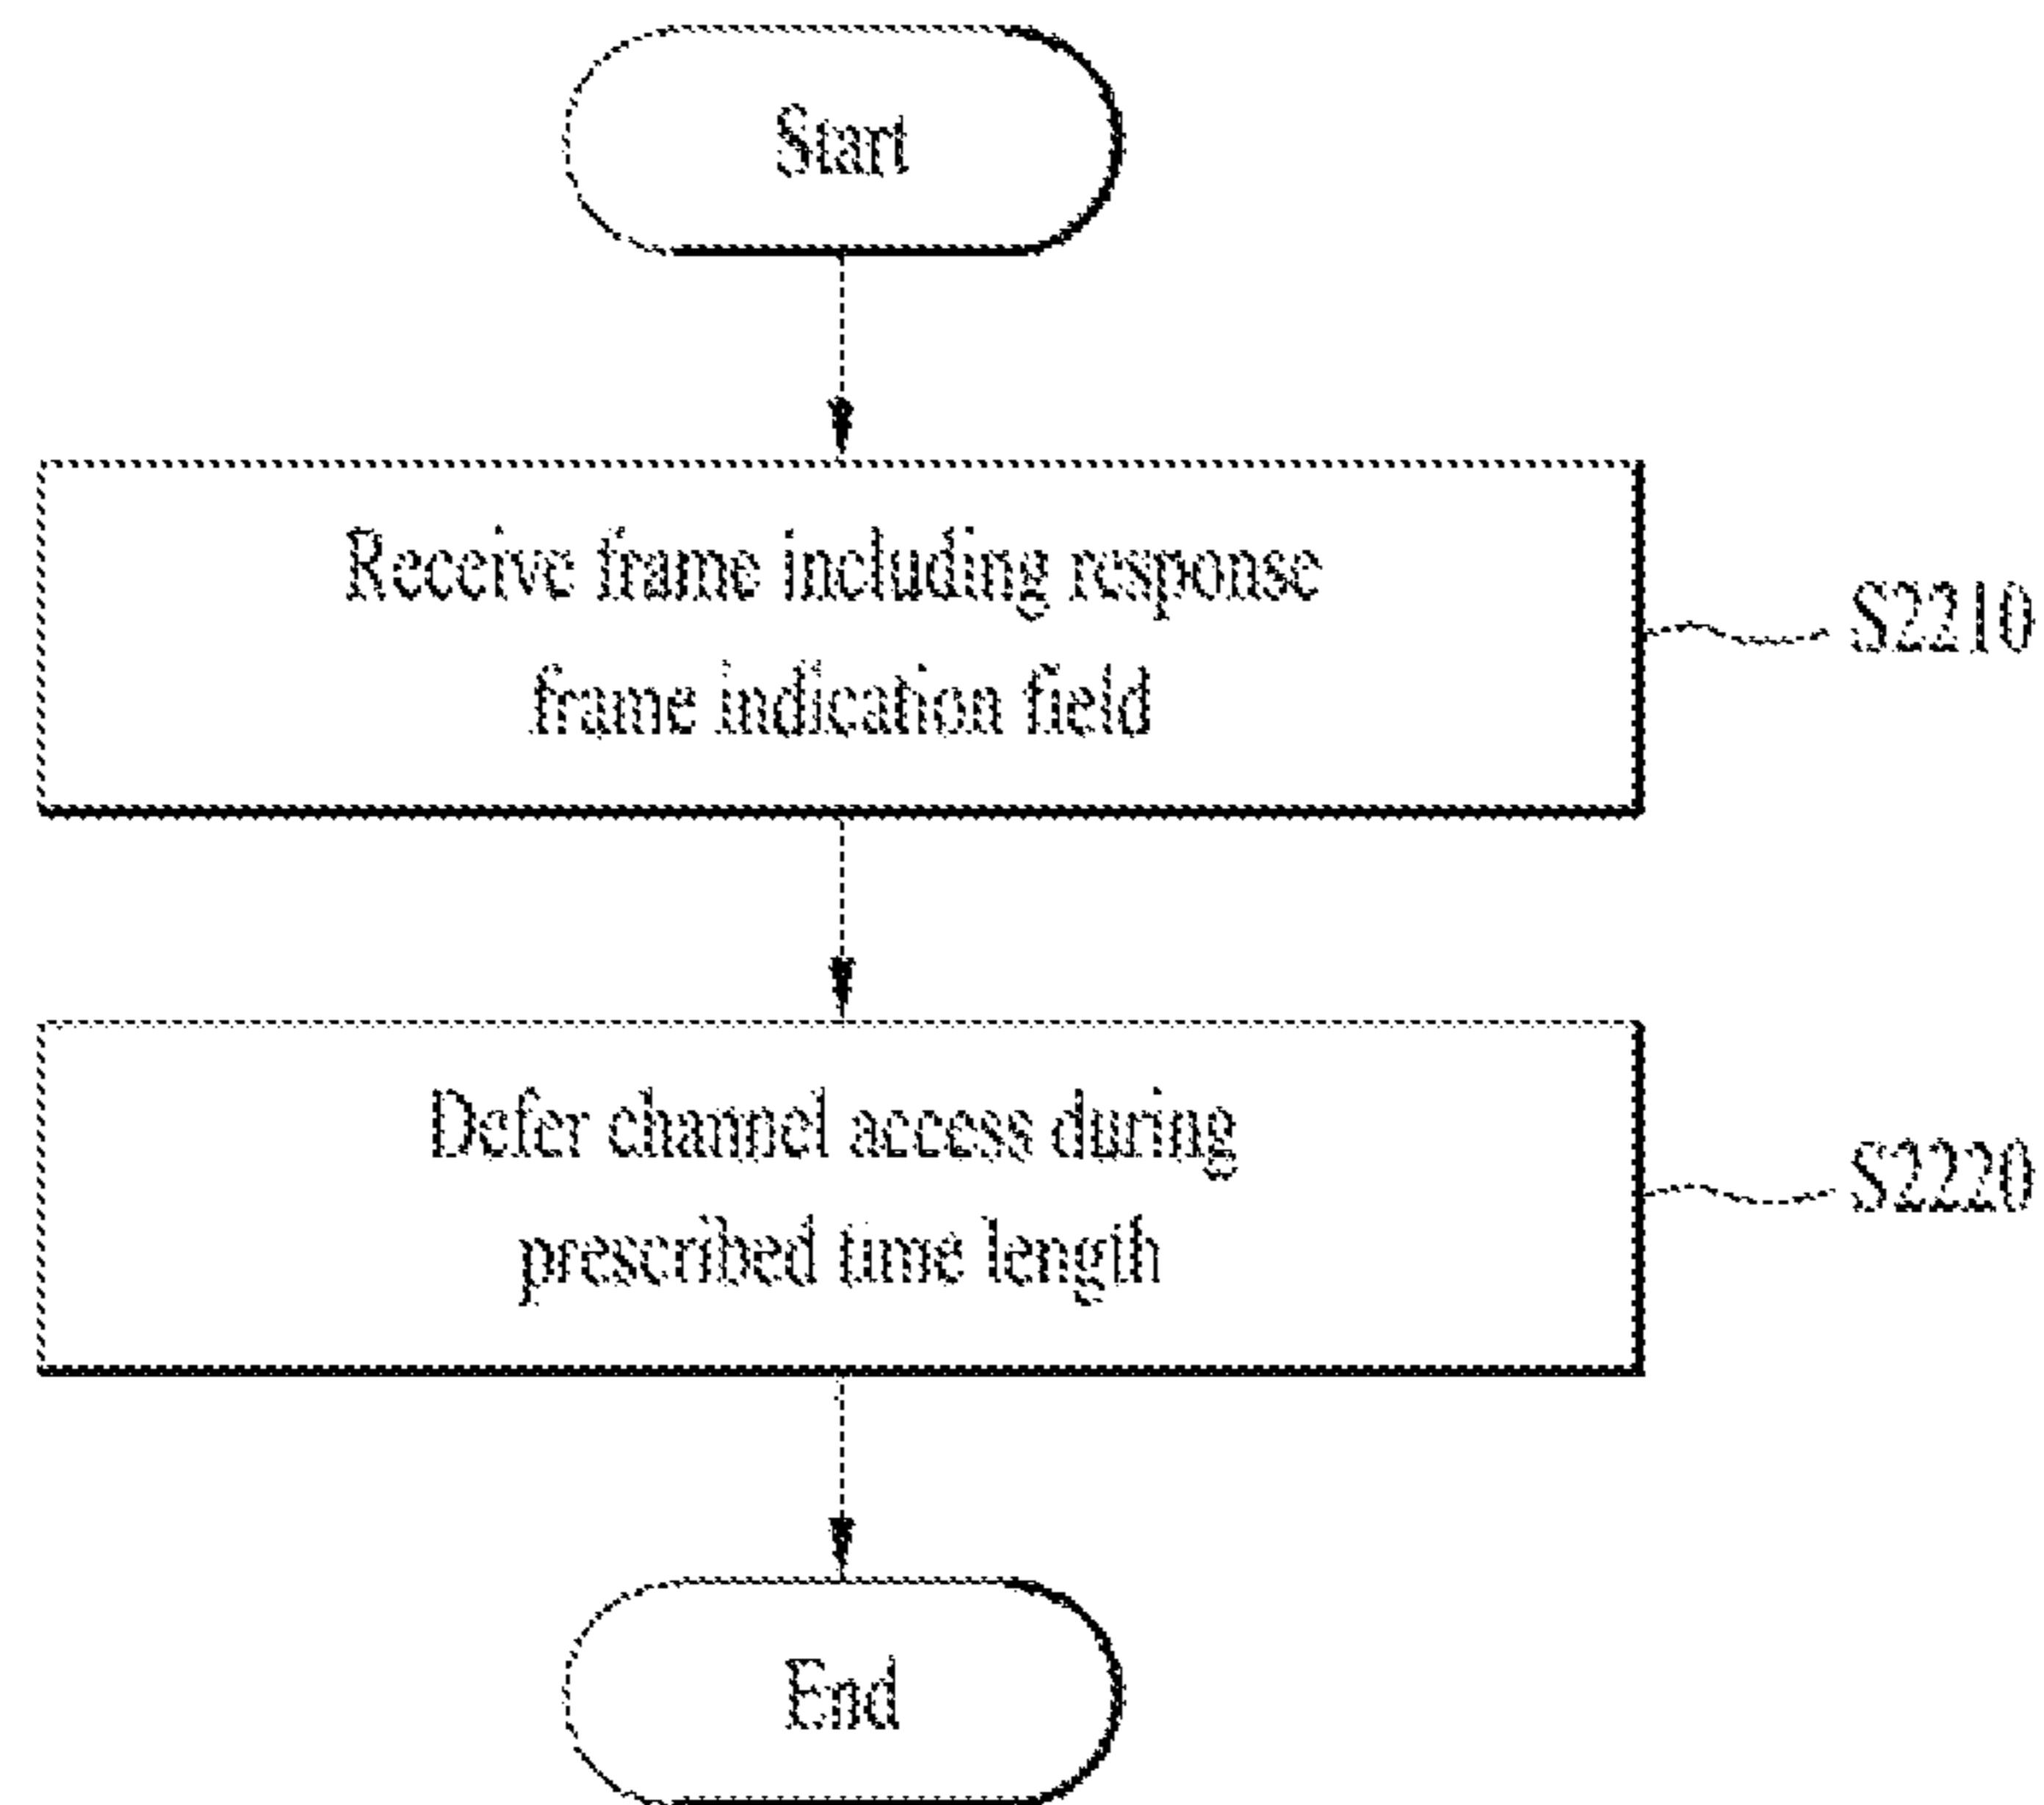 Start
Receive frame including response
frame indication field
S2210
Defer channel access during
prescribed time length
S2220
End